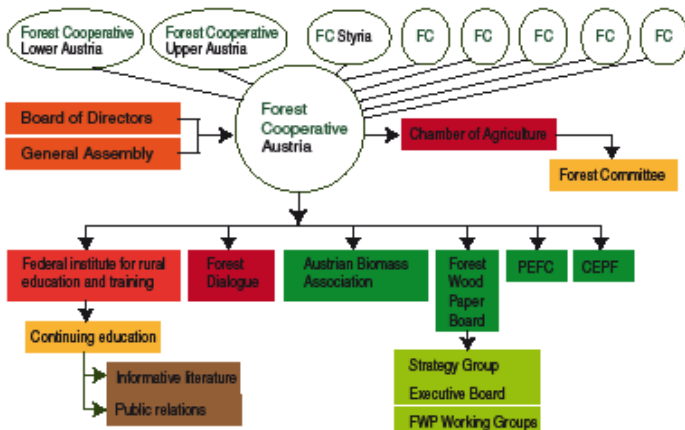 Forest Cooperative
Lower Austria
Forest Cooperative
Upper Austria
FC Styria
FC
FC
FC
FC
FC
Board of Directors
General Assembly
Forest
Cooperative
Austria
Chamber of Agriculture
Forest Committee
Federal institute for rural
education and training
Forest
Dialogue
Austrian Biomass
Association
Forest
Wood
Paper
Board
PEFC
CEPF
Continuing education
Informative literature
Public relations
Strategy Group
Executive Board
FWP Working Groups